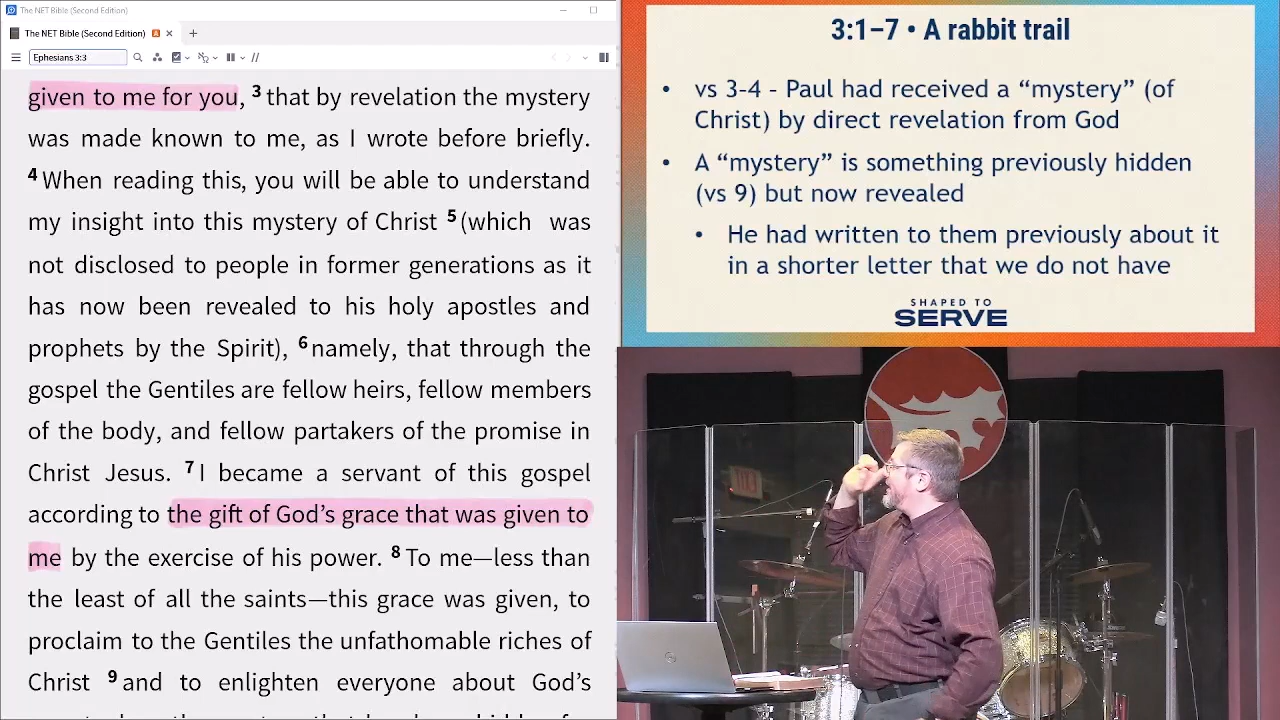 The NET Bible (Second Edition)
The NET Bible (Second Edition)
Ephesians 3:3
given to me for you, 3 that by revelation the mystery
was made known to me, as I wrote before briefly.
4 When reading this, you will be able to understand
my insight into this mystery of Christ 5 (which was
not disclosed to people in former generations as it
has now been revealed to his holy apostles and
prophets by the Spirit), 6 namely, that through the
gospel the Gentiles are fellow heirs, fellow members
of the body, and fellow partakers of the promise in
Christ Jesus. 7 I became a servant of this gospel
according to the gift of God’s grace that was given to
me by the exercise of his power. 8 To me—less than
the least of all the saints—this grace was given, to
proclaim to the Gentiles the unfathomable riches of
Christ 9 and to enlighten everyone about God’s
3:1–7 • A rabbit trail
• vs 3-4 - Paul had received a “mystery” (of
Christ) by direct revelation from God
• A “mystery” is something previously hidden
(vs 9) but now revealed
• He had written to them previously about it
in a shorter letter that we do not have
SHAPED TO
SERVE